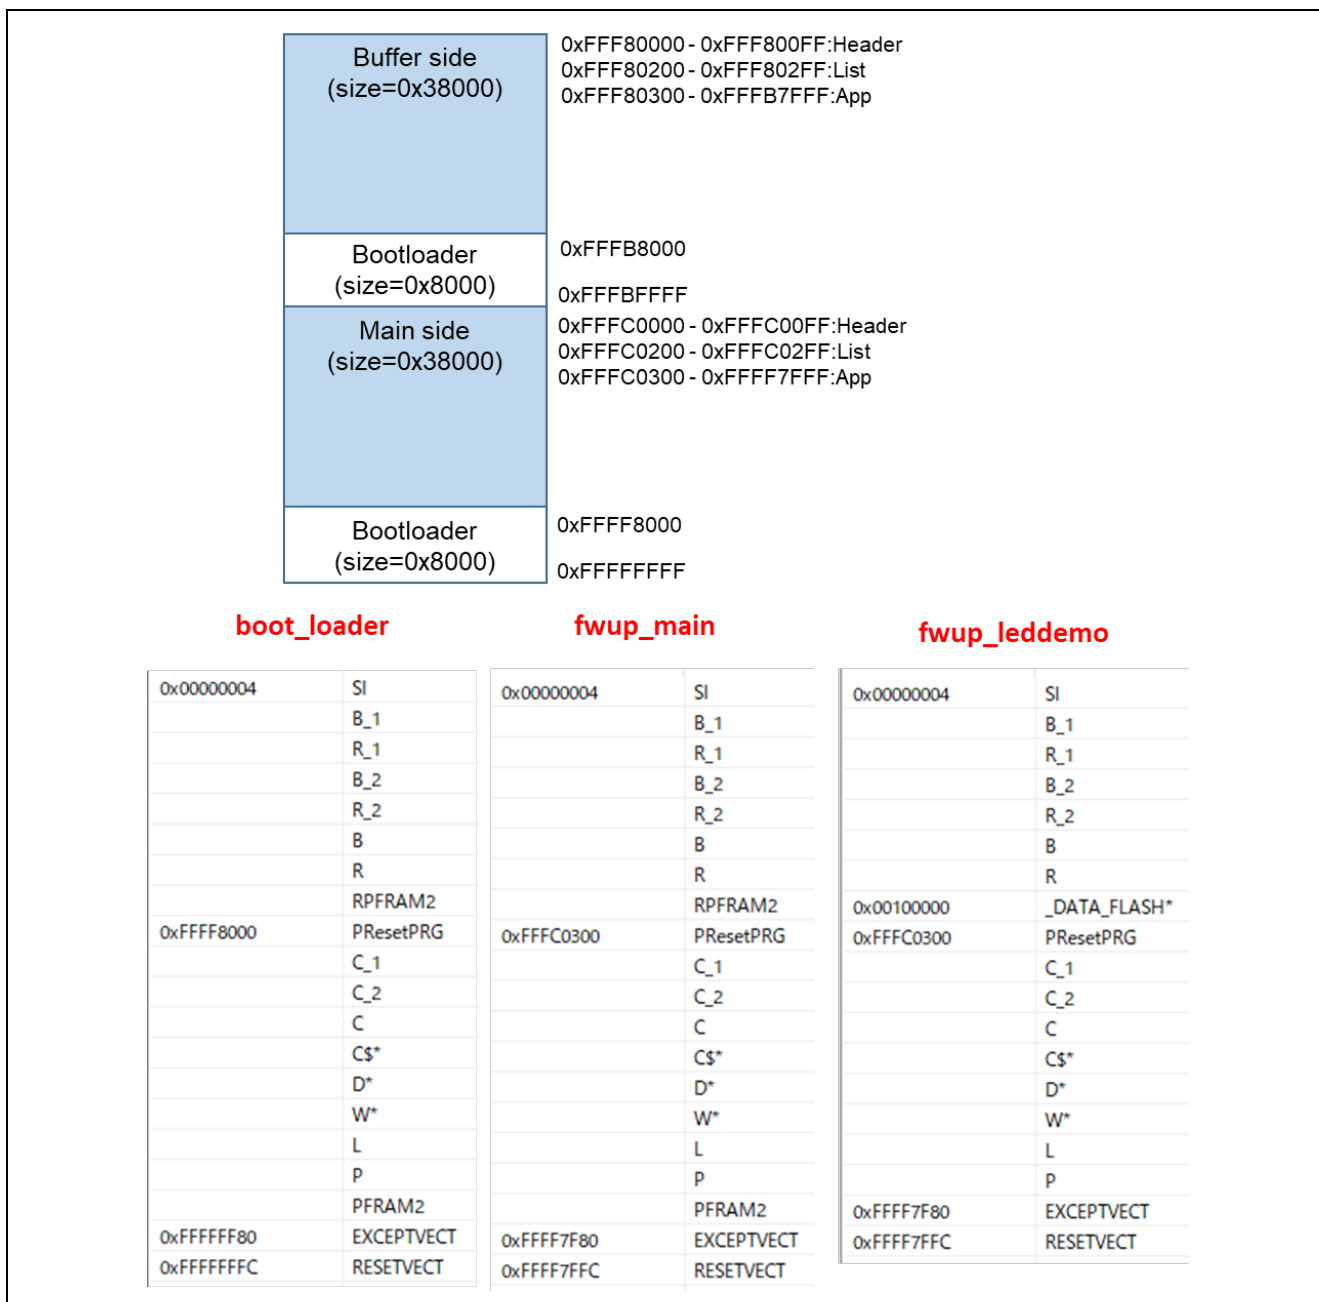 Buffer side
(size=0x38000)
0xFFF80000 - 0xFFF800FF:Header
0xFFF80200 - 0xFFF802FF:List
0xFFF80300 - 0xFFFB7FFF:App
Bootloader
(size=0x8000)
0xFFFB8000
0xFFFBFFFF
Main side
(size=0x38000)
0xFFFC0000 - 0xFFFC00FF:Header
0xFFFC0200 - 0xFFFC02FF:List
0xFFFC0300 - 0xFFFF7FFF:App
Bootloader
(size=0x8000)
0xFFFF8000
0xFFFFFFFF
boot_loader
0x00000004 SI
B_1
R_1
B_2
R_2
B
R
RPFRAM2
0xFFFF8000 PResetPRG
C_1
C_2
C
C$*
D*
W*
L
P
PFRAM2
0xFFFFFF80 EXCEPTVECT
0xFFFFFFFC RESETVECT
fwup_main
0x00000004 SI
B_1
R_1
B_2
R_2
B
R
RPFRAM2
0xFFFC0300 PResetPRG
C_1
C_2
C
C$*
D*
W*
L
P
PFRAM2
0xFFFF7F80 EXCEPTVECT
0xFFFF7FFC RESETVECT
fwup_leddemo
0x00000004 SI
B_1
R_1
B_2
R_2
B
R
0x00100000 _DATA_FLASH*
0xFFFC0300 PResetPRG
C_1
C_2
C
C$*
D*
W*
L
P
0xFFFF7F80 EXCEPTVECT
0xFFFF7FFC RESETVECT